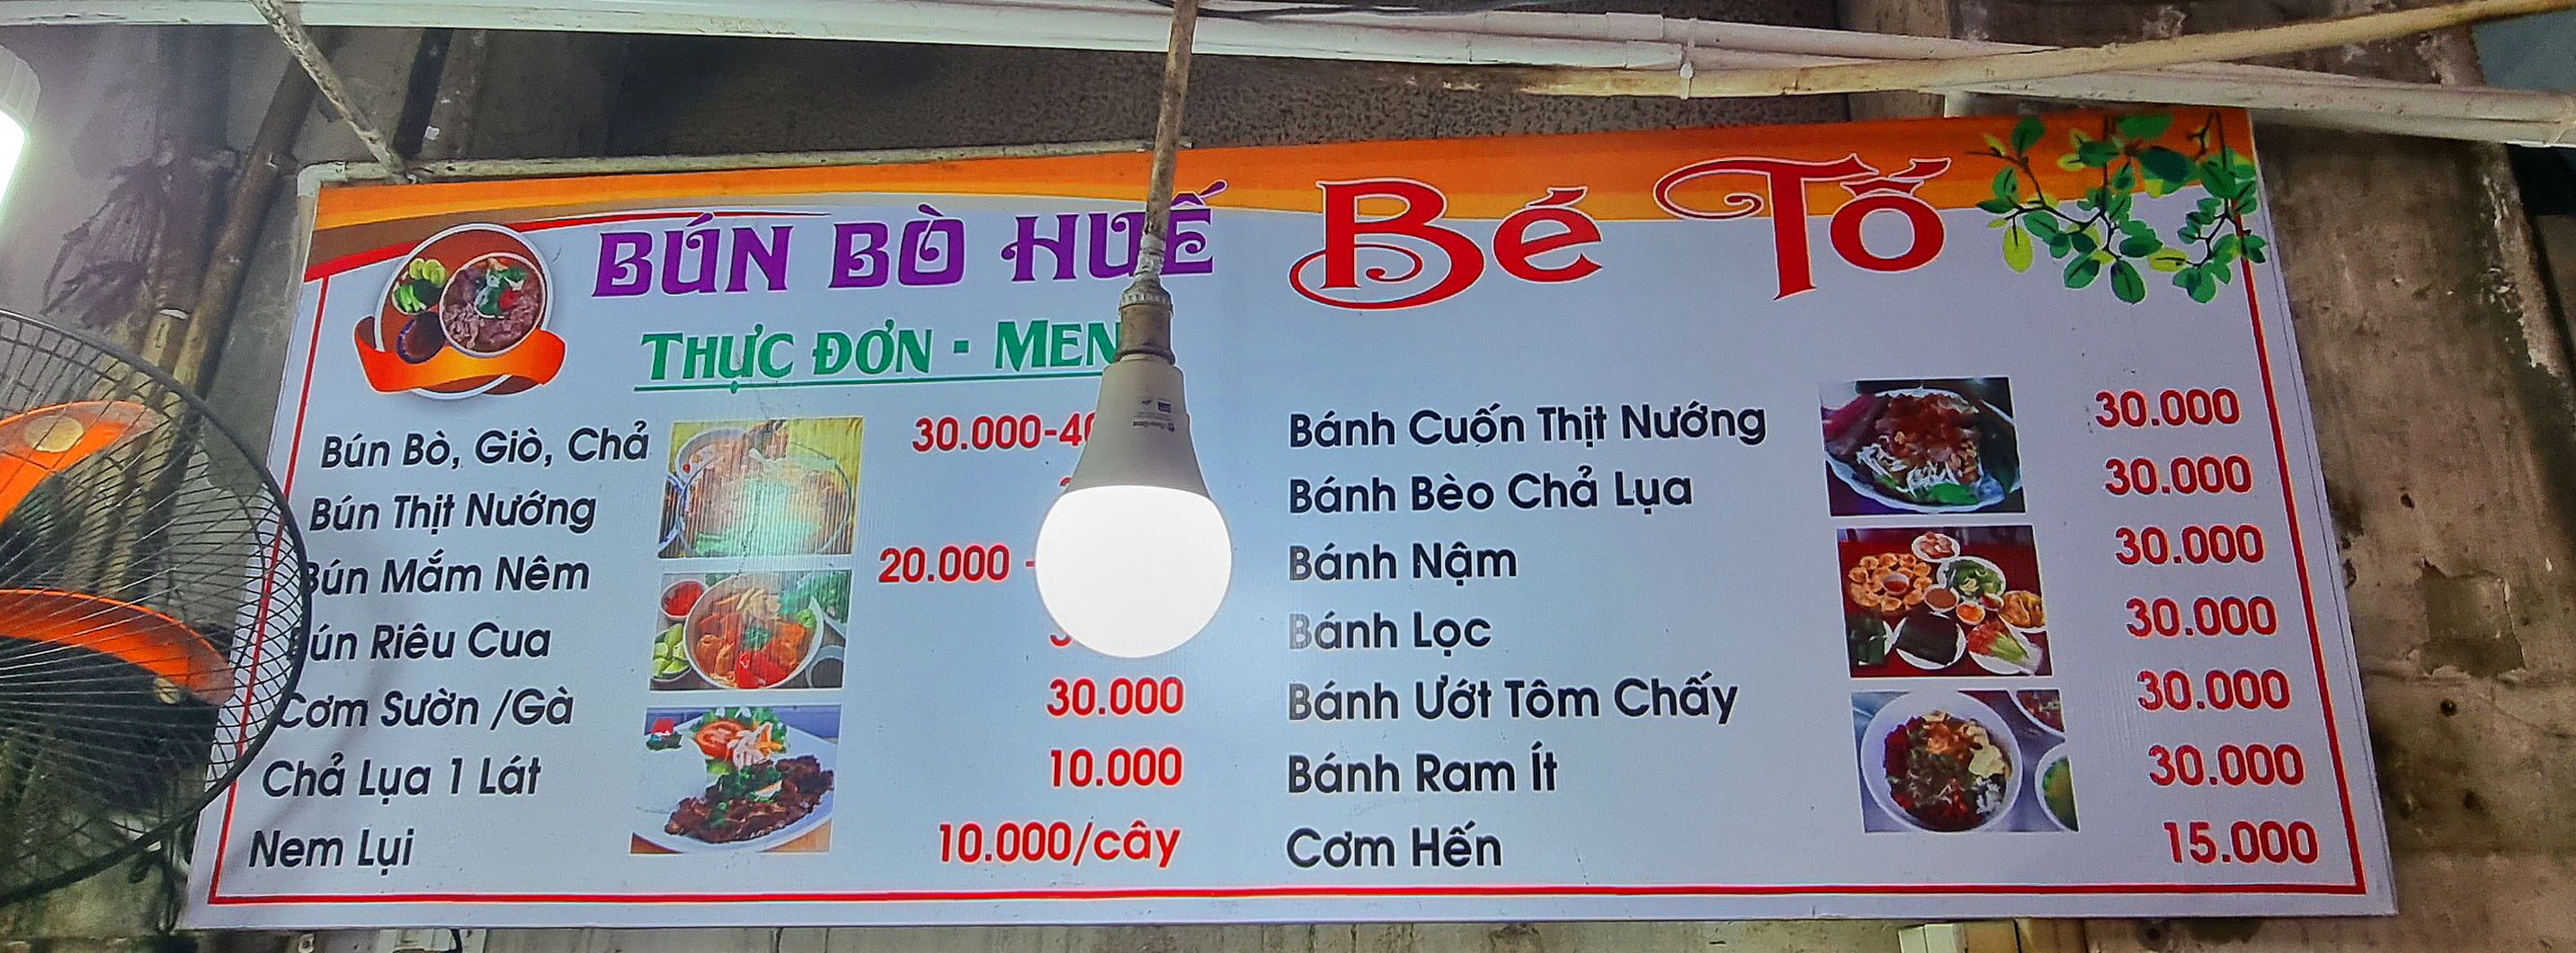 BÚN BÒ HUẾ Bé Tố
THỰC ĐƠN - MEN
Bún Bò, Giò, Chả 30.000-40
Bún Thịt Nướng
Bún Mắm Nêm 20.000 -
Bún Riêu Cua
Cơm Sườn /Gà 30.000
Chả Lụa 1 Lát 10.000
Nem Lụi 10.000/cây
Bánh Cuốn Thịt Nướng 30.000
Bánh Bèo Chả Lụa 30.000
Bánh Nậm 30.000
Bánh Lọc 30.000
Bánh Ướt Tôm Chấy 30.000
Bánh Ram Ít 30.000
Cơm Hến 15.000